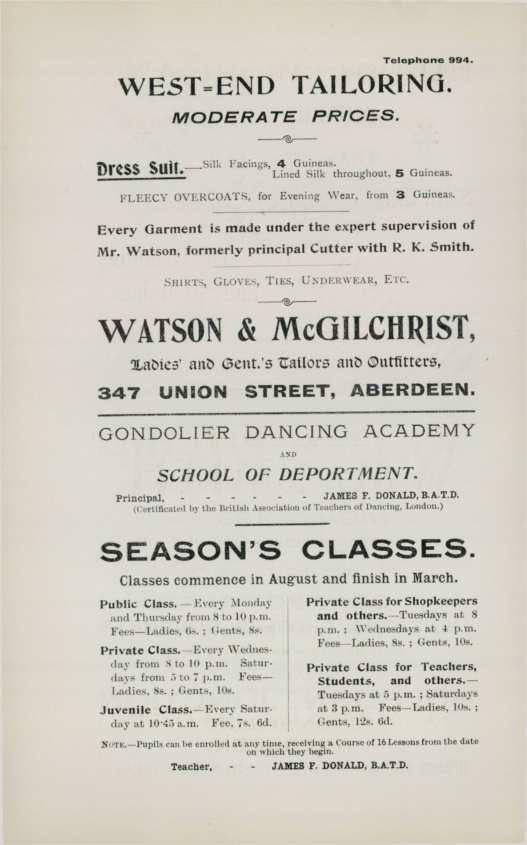 Telephone 994.
WEST=END TAILORING.
MODERATE PRICES.
Dress Suit.—Silk Facings, 4 Guineas.
Lined Silk throughout, 5 Guineas.
FLEECY OVERCOATS, for Evening Wear, from 3 Guineas.
Every Garment is made under the expert supervision of
Mr. Watson, formerly principal Cutter with R. K. Smith.
SHIRTS, GLOVES, TIES, UNDERWEAR, ETC.
WATSON & McGILCHRIST,
Ladies' and Gent.'s Tailors and Outfitters,
347 UNION STREET, ABERDEEN.
GONDOLIER DANCING ACADEMY
AND
SCHOOL OF DEPORTMENT.
Principal, - - - - - - JAMES F. DONALD, B.A.T.D.
(Certificated by the British Association of Teachers of Dancing, London.)
SEASON'S CLASSES.
Classes commence in August and finish in March.
Public Class.—Every Monday
and Thursday from 8 to 10 p.m.
Fees—Ladies, 6s. ; Gents, 8s.
Private Class.—Every Wednes-
day from 8 to 10 p.m. Satur-
days from 5 to 7 p.m. Fees—
Ladies, 8s. ; Gents, 10s.
Juvenile Class.—Every Satur-
day at 10·45 a.m. Fee, 7s. 6d.
Private Class for Shopkeepers
and others.—Tuesdays at 8
p.m. ; Wednesdays at 4 p.m.
Fees—Ladies, 8s. ; Gents, 10s.
Private Class for Teachers,
Students, and others.—
Tuesdays at 5 p.m. ; Saturdays
at 3 p.m. Fees—Ladies, 10s. ;
Gents, 12s. 6d.
NOTE.—Pupils can be enrolled at any time, receiving a Course of 16 Lessons from the date
on which they begin.
Teacher, - - JAMES F. DONALD, B.A.T.D.